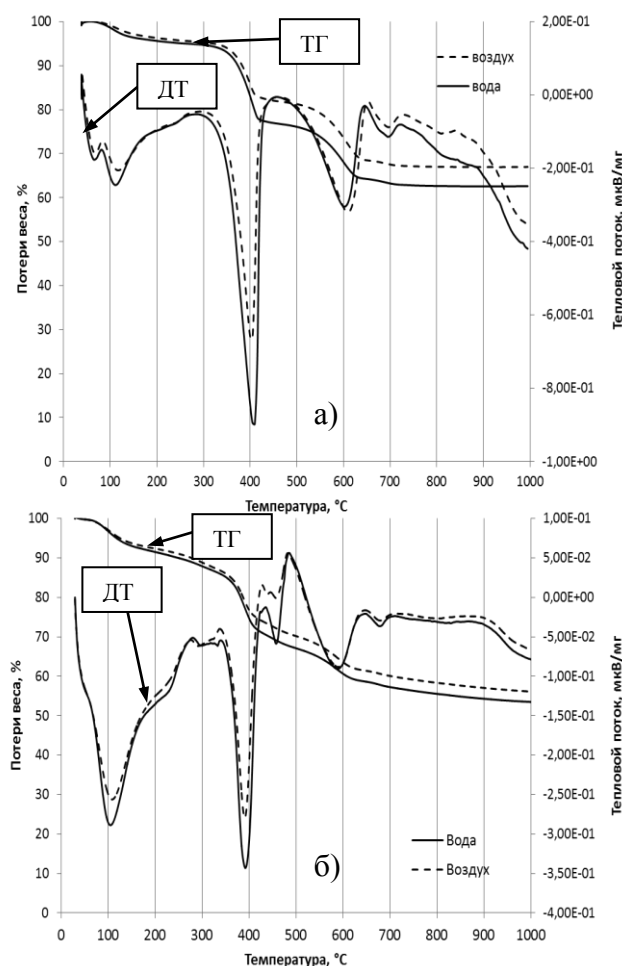 100
90
80
70
60
50
40
30
20
10
0
Потери веса, %
ТГ
ДТ
воздух
вода
а)
2,00E-01
0,00E+00
-2,00E-01
-4,00E-01
-6,00E-01
-8,00E-01
-1,00E+00
Тепловой поток, мкВ/мг
0 100 200 300 400 500 600 700 800 900 1000
Температура, °С
100
90
80
70
60
50
40
30
20
10
0
Потери веса, %
ТГ
ДТ
Вода
Воздух
б)
1,00E-01
5,00E-02
0,00E+00
-5,00E-02
-1,00E-01
-1,50E-01
-2,00E-01
-2,50E-01
-3,00E-01
-3,50E-01
-4,00E-01
Тепловой поток, мкВ/мг
0 100 200 300 400 500 600 700 800 900 1000
Температура, °С